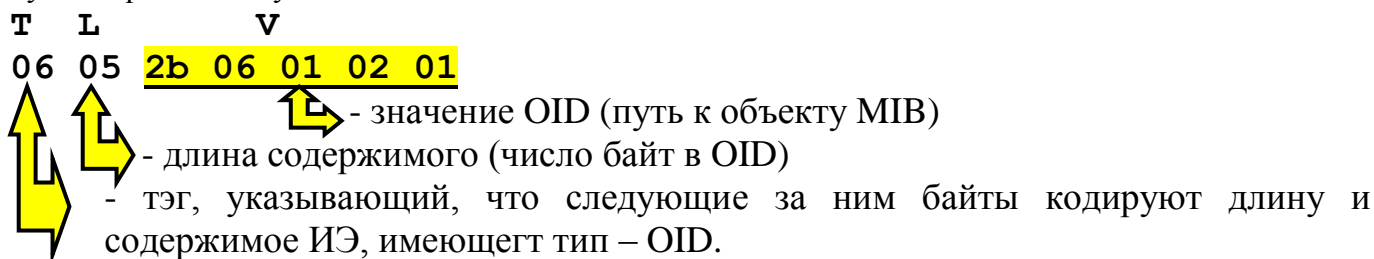 T L V
06 05 2b 06 01 02 01
- значение OID (путь к объекту MIB)
- длина содержимого (число байт в OID)
- тэг, указывающий, что следующие за ним байты кодируют длину и
содержимое ИЭ, имеющегт тип – OID.